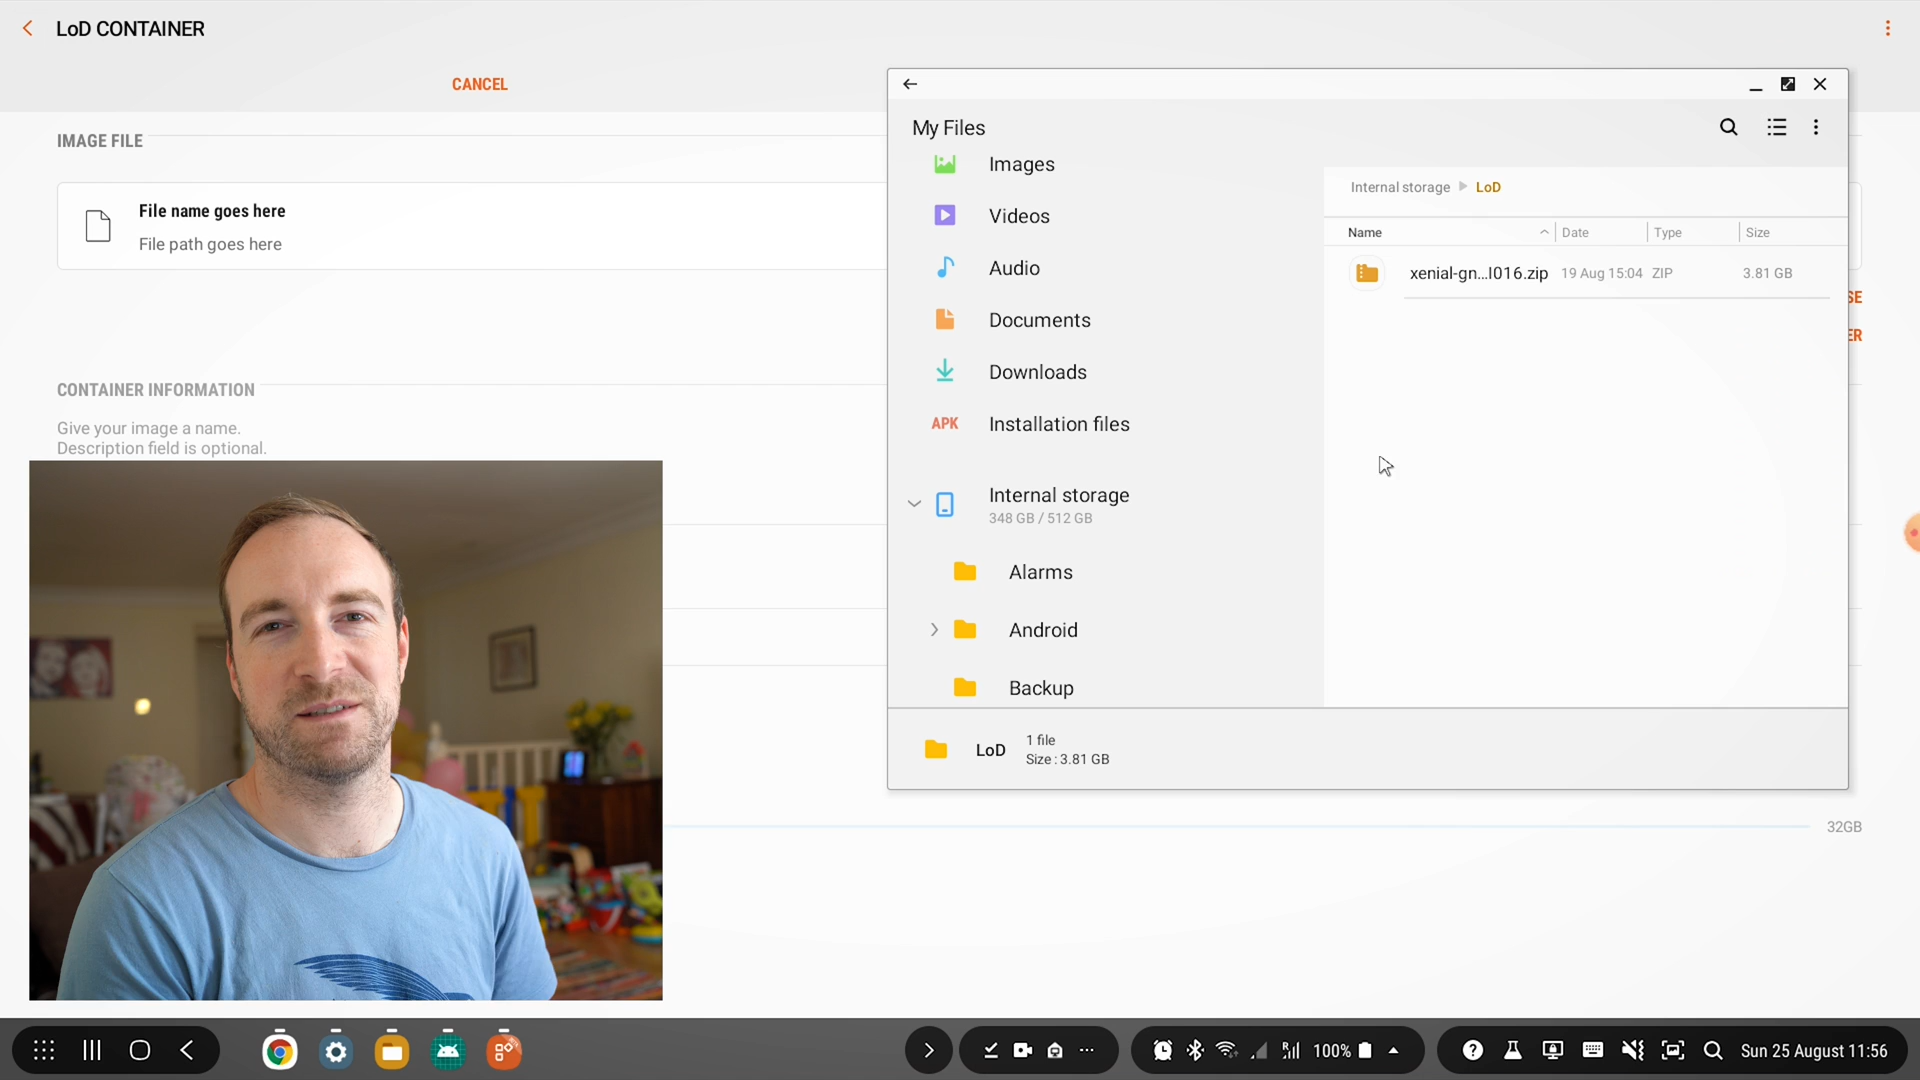 LoD CONTAINER
CANCEL
IMAGE FILE
File name goes here
File path goes here
SE
ER
CONTAINER INFORMATION
Give your image a name.
Description field is optional.
32GB
My Files
Images
Videos
Audio
Documents
Downloads
APK Installation files
Internal storage
348 GB / 512 GB
Alarms
Android
Backup
Internal storage LoD
Name Date Type Size
xenial-gn...l016.zip 19 Aug 15:04 ZIP 3.81 GB
LoD
1 file
Size : 3.81 GB
100%
Sun 25 August 11:56